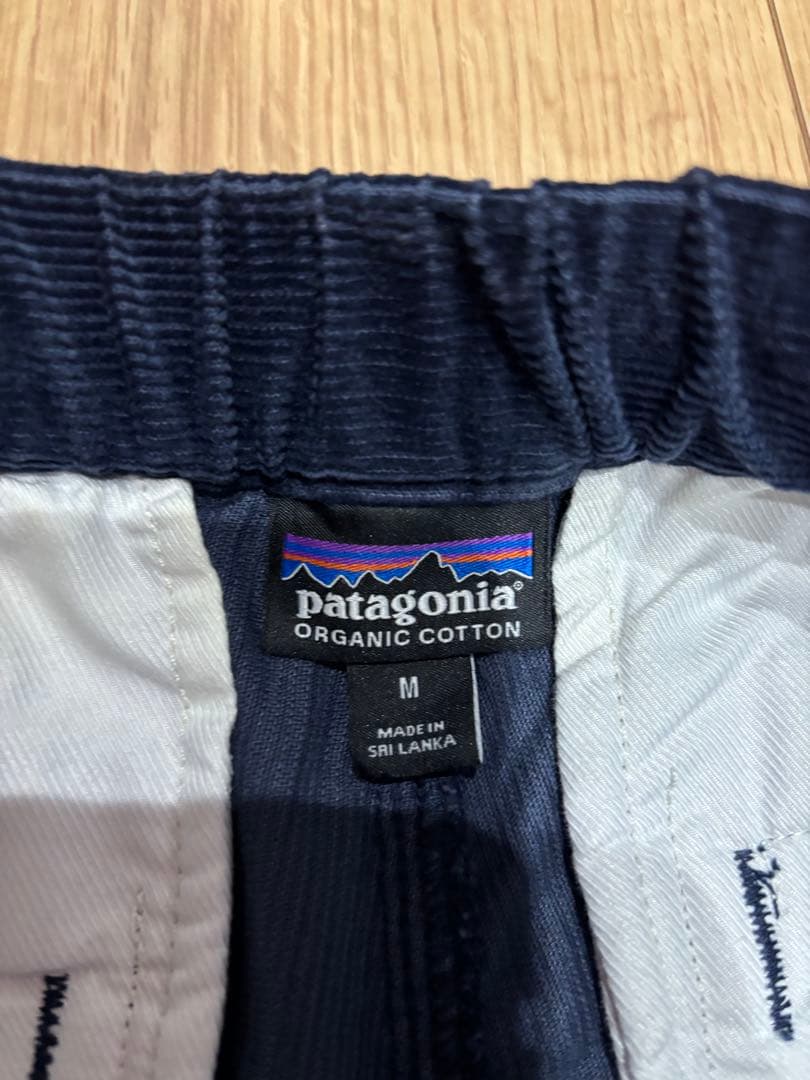 patagonia®
ORGANIC COTTON
M
MADE IN
SRI LANKA